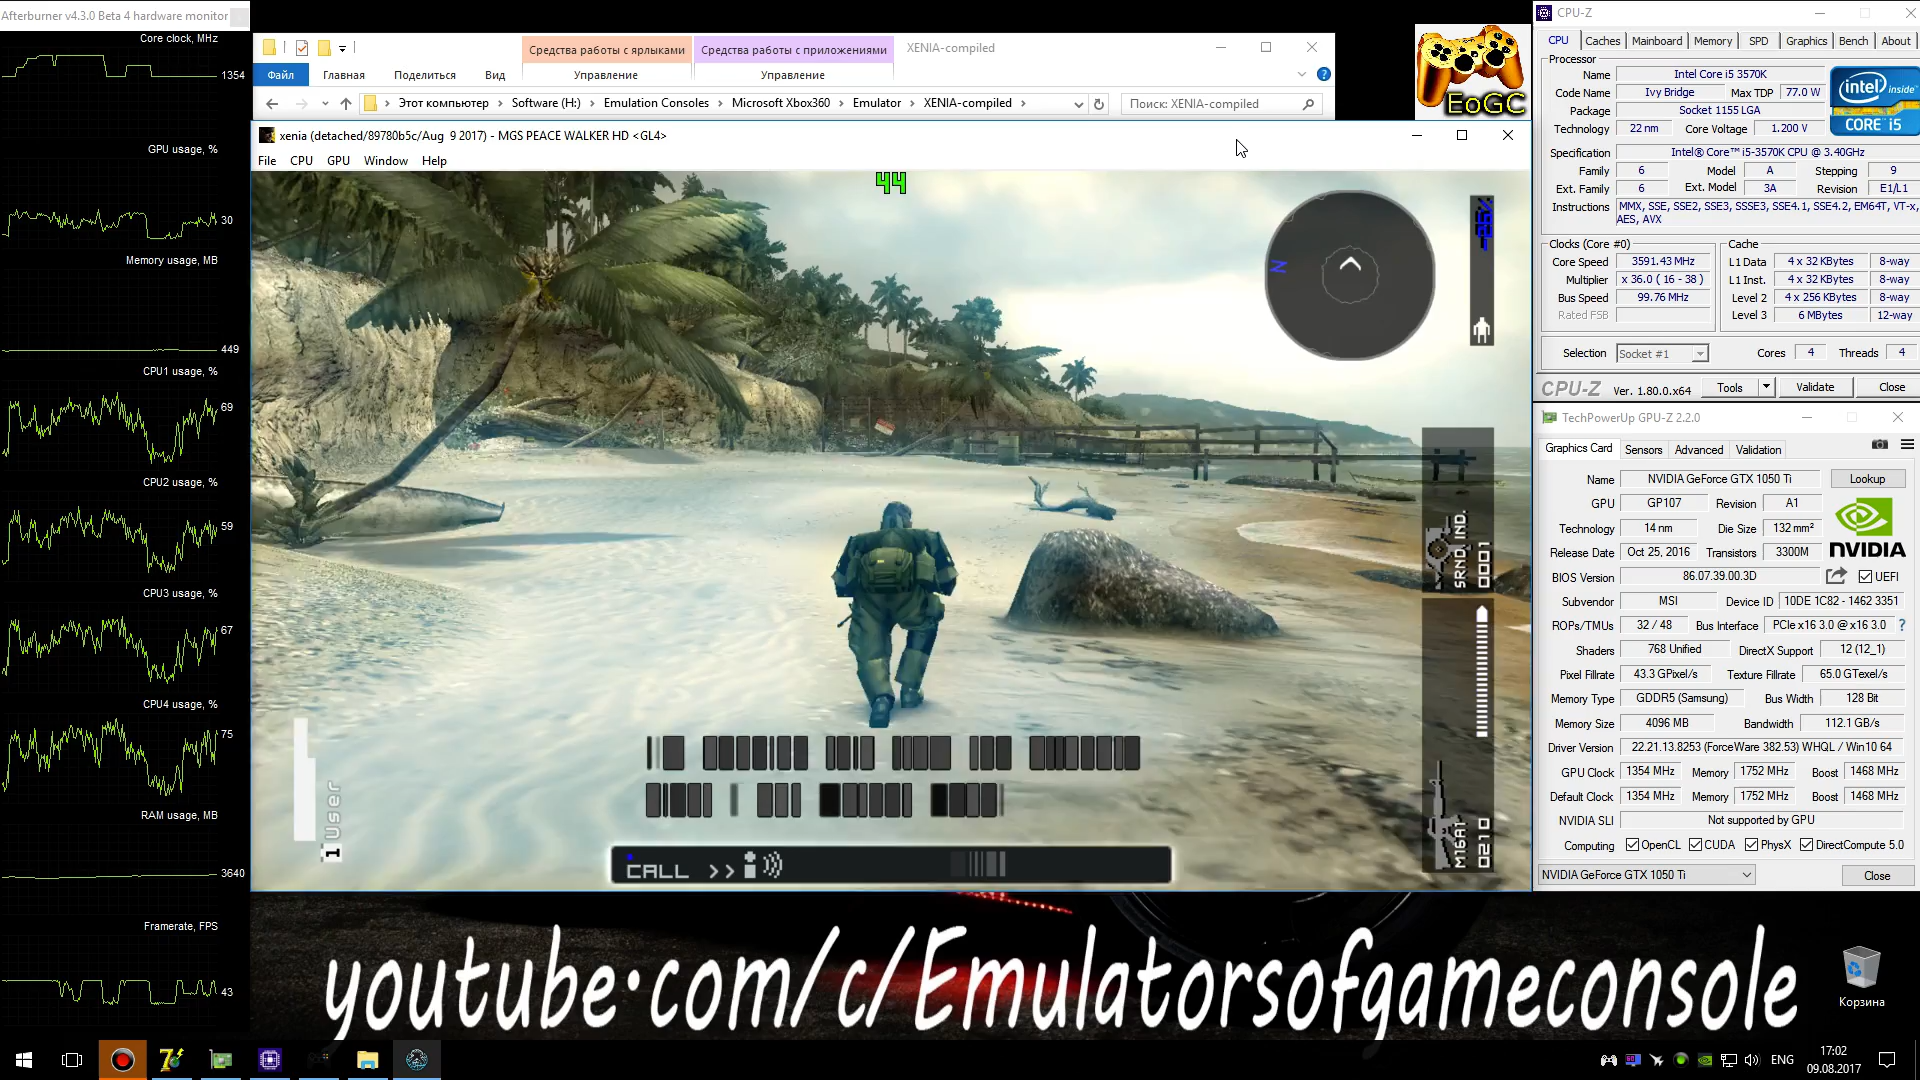 Afterburner v4.3.0 Beta 4 hardware monitor
Core clock, MHz
1354
GPU usage, %
30
Memory usage, MB
449
CPU1 usage, %
69
CPU2 usage, %
59
CPU3 usage, %
67
CPU4 usage, %
75
RAM usage, MB
3640
Framerate, FPS
43
Средства работы с ярлыками
Средства работы с приложениями
XENIA-compiled
Файл
Главная
Поделиться
Вид
Управление
Управление
Этот компьютер > Software (H:) > Emulation Consoles > Microsoft Xbox360 > Emulator > XENIA-compiled >
Поиск: XENIA-compiled
EoGC
xenia (detached/89780b5c/Aug 9 2017) - MGS PEACE WALKER HD <GL4>
File CPU GPU Window Help
44
N
SRND. IND.
0001
M16A1
0210
1 User
CALL >>
CPU-Z
CPU Caches Mainboard Memory SPD Graphics Bench About
Processor
Name Intel Core i5 3570K
Code Name Ivy Bridge Max TDP 77.0 W
Package Socket 1155 LGA
Technology 22 nm Core Voltage 1.200 V
intel inside™
CORE i5
Specification Intel® Core™ i5-3570K CPU @ 3.40GHz
Family 6 Model A Stepping 9
Ext. Family 6 Ext. Model 3A Revision E1/L1
Instructions MMX, SSE, SSE2, SSE3, SSSE3, SSE4.1, SSE4.2, EM64T, VT-x,
AES, AVX
Clocks (Core #0)
Core Speed 3591.43 MHz
Multiplier x 36.0 ( 16 - 38 )
Bus Speed 99.76 MHz
Rated FSB
Cache
L1 Data 4 x 32 KBytes 8-way
L1 Inst. 4 x 32 KBytes 8-way
Level 2 4 x 256 KBytes 8-way
Level 3 6 MBytes 12-way
Selection Socket #1 Cores 4 Threads 4
CPU-Z Ver. 1.80.0.x64 Tools Validate Close
TechPowerUp GPU-Z 2.2.0
Graphics Card Sensors Advanced Validation
Name NVIDIA GeForce GTX 1050 Ti Lookup
GPU GP107 Revision A1
Technology 14 nm Die Size 132 mm²
Release Date Oct 25, 2016 Transistors 3300M
NVIDIA
BIOS Version 86.07.39.00.3D UEFI
Subvendor MSI Device ID 10DE 1C82 - 1462 3351
ROPs/TMUs 32 / 48 Bus Interface PCIe x16 3.0 @ x16 3.0 ?
Shaders 768 Unified DirectX Support 12 (12_1)
Pixel Fillrate 43.3 GPixel/s Texture Fillrate 65.0 GTexel/s
Memory Type GDDR5 (Samsung) Bus Width 128 Bit
Memory Size 4096 MB Bandwidth 112.1 GB/s
Driver Version 22.21.13.8253 (ForceWare 382.53) WHQL / Win10 64
GPU Clock 1354 MHz Memory 1752 MHz Boost 1468 MHz
Default Clock 1354 MHz Memory 1752 MHz Boost 1468 MHz
NVIDIA SLI Not supported by GPU
Computing OpenCL CUDA PhysX DirectCompute 5.0
NVIDIA GeForce GTX 1050 Ti Close
youtube.com/c/Emulatorsofgameconsole
Корзина
ENG
17:02
09.08.2017